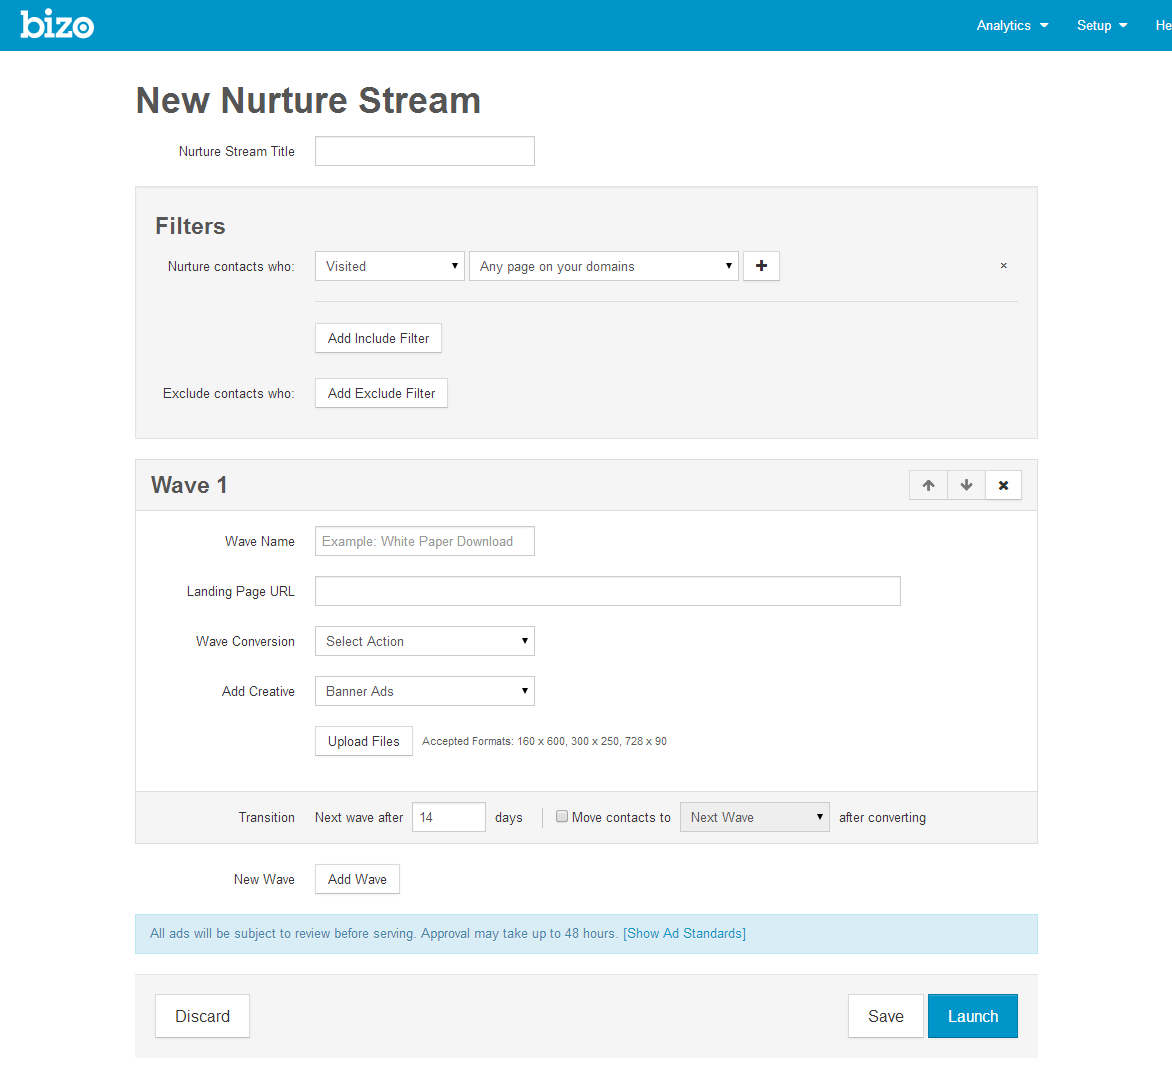 bizo
Analytics Setup He
New Nurture Stream
Nurture Stream Title
Filters
Nurture contacts who: Visited Any page on your domains
Add Include Filter
Exclude contacts who: Add Exclude Filter
Wave 1
Wave Name Example: White Paper Download
Landing Page URL
Wave Conversion Select Action
Add Creative Banner Ads
Upload Files Accepted Formats: 160 x 600, 300 x 250, 728 x 90
Transition Next wave after 14 days Move contacts to Next Wave after converting
New Wave Add Wave
All ads will be subject to review before serving. Approval may take up to 48 hours. [Show Ad Standards]
Discard Save Launch